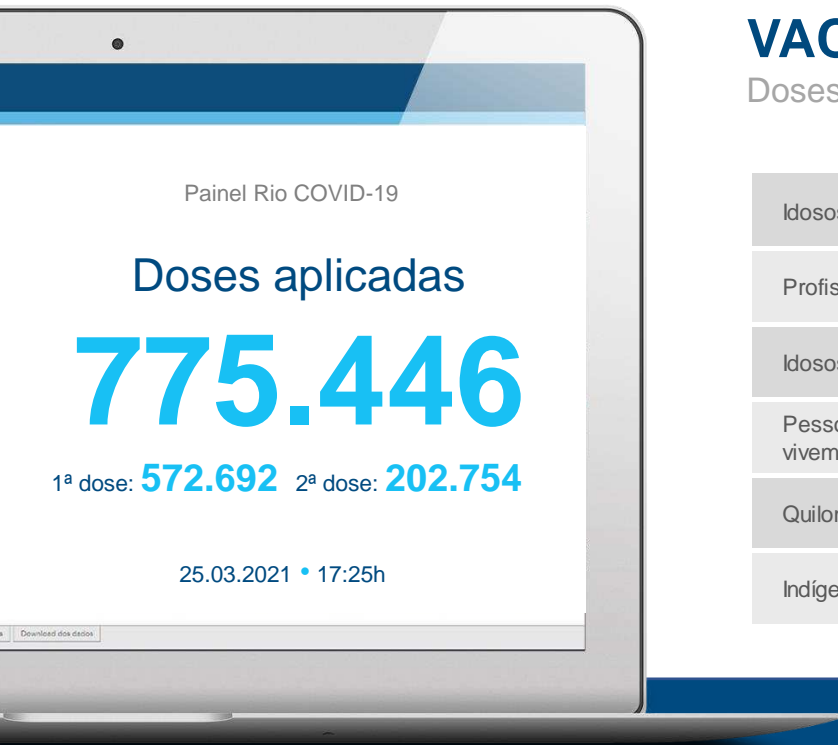 Painel Rio COVID-19
Doses aplicadas
775.446
1ª dose: 572.692 2ª dose: 202.754
25.03.2021 • 17:25h
Download dos dados
VAC
Doses
Idosos
Profis
Idosos
Pesso
vivem
Quilor
Indíge